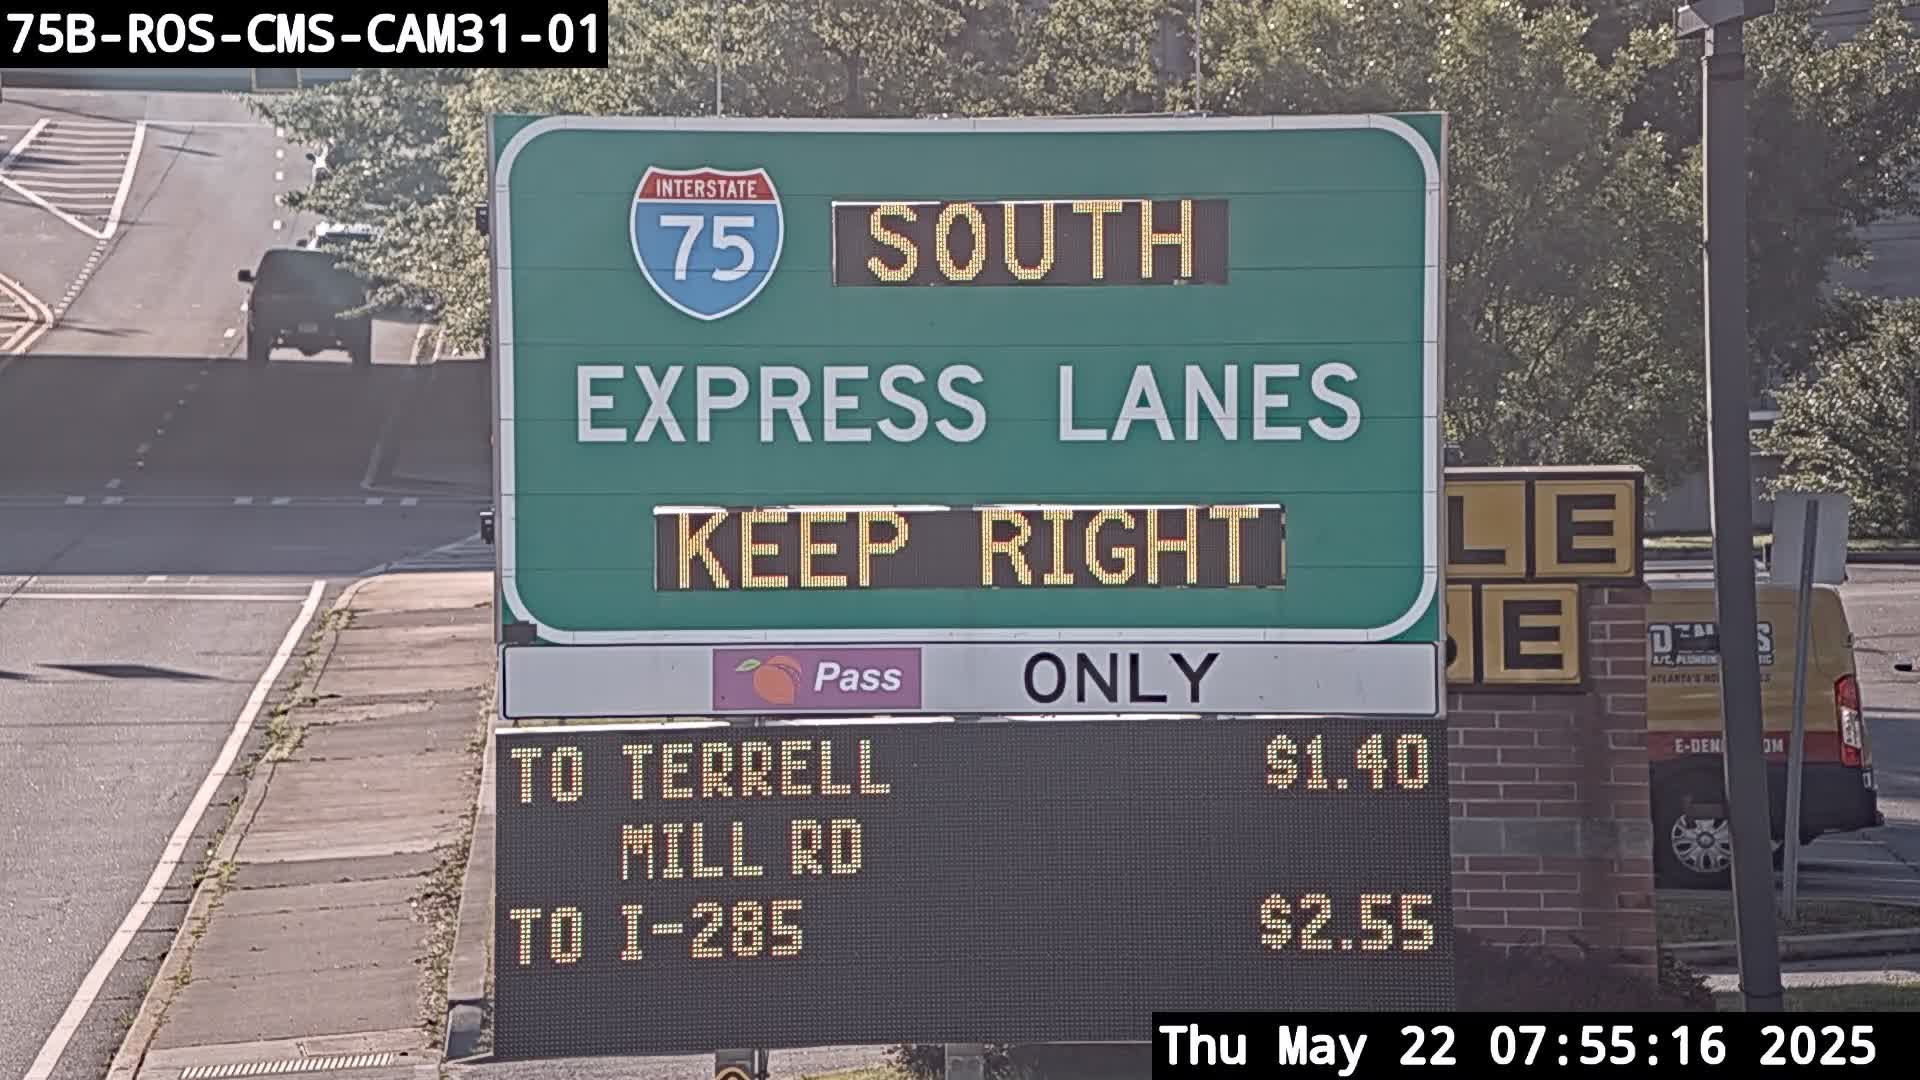 75B-ROS-CMS-CAM31-01
INTERSTATE
75
SOUTH
EXPRESS LANES
KEEP RIGHT
Pass ONLY
TO TERRELL $1.40
MILL RD
TO I-285 $2.55
LE
E
Thu May 22 07:55:16 2025